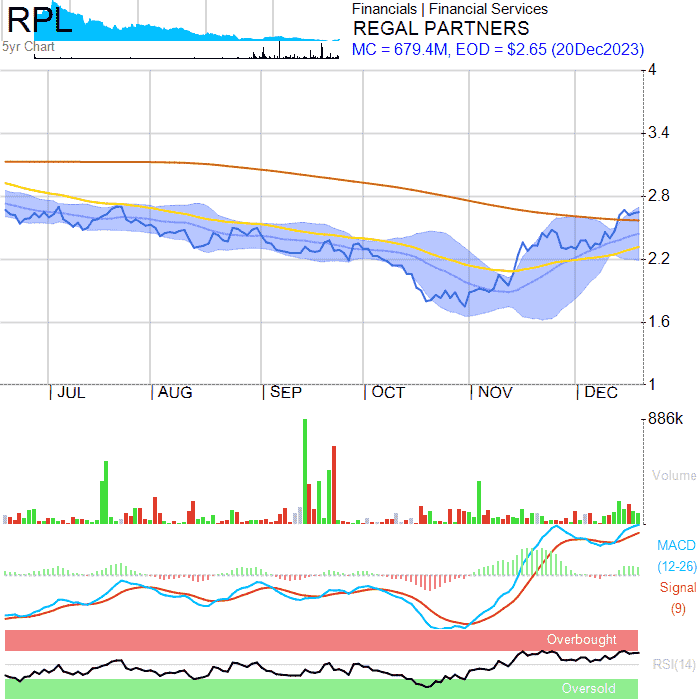 RPL
5yr Chart
Financials | Financial Services
REGAL PARTNERS
MC = 679.4M, EOD = $2.65 (20Dec2023)
4
3.4
2.8
2.2
1.6
1
| JUL | AUG | SEP | OCT | NOV | DEC
886k
Volume
MACD
(12-26)
Signal
(9)
Overbought
RSI(14)
Oversold